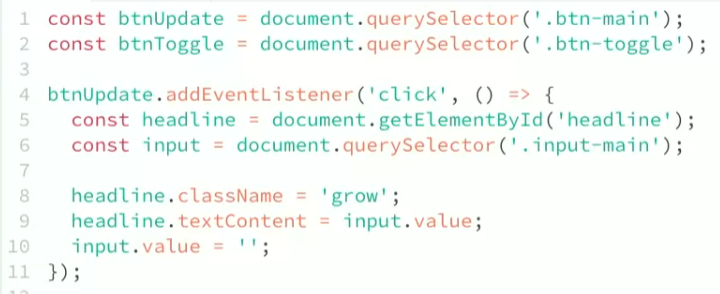 1 const btnUpdate = document.querySelector('.btn-main');
2 const btnToggle = document.querySelector('.btn-toggle');
3
4 btnUpdate.addEventListener('click', () => {
5   const headline = document.getElementById('headline');
6   const input = document.querySelector('.input-main');
7
8   headline.className = 'grow';
9   headline.textContent = input.value;
10   input.value = '';
11 });